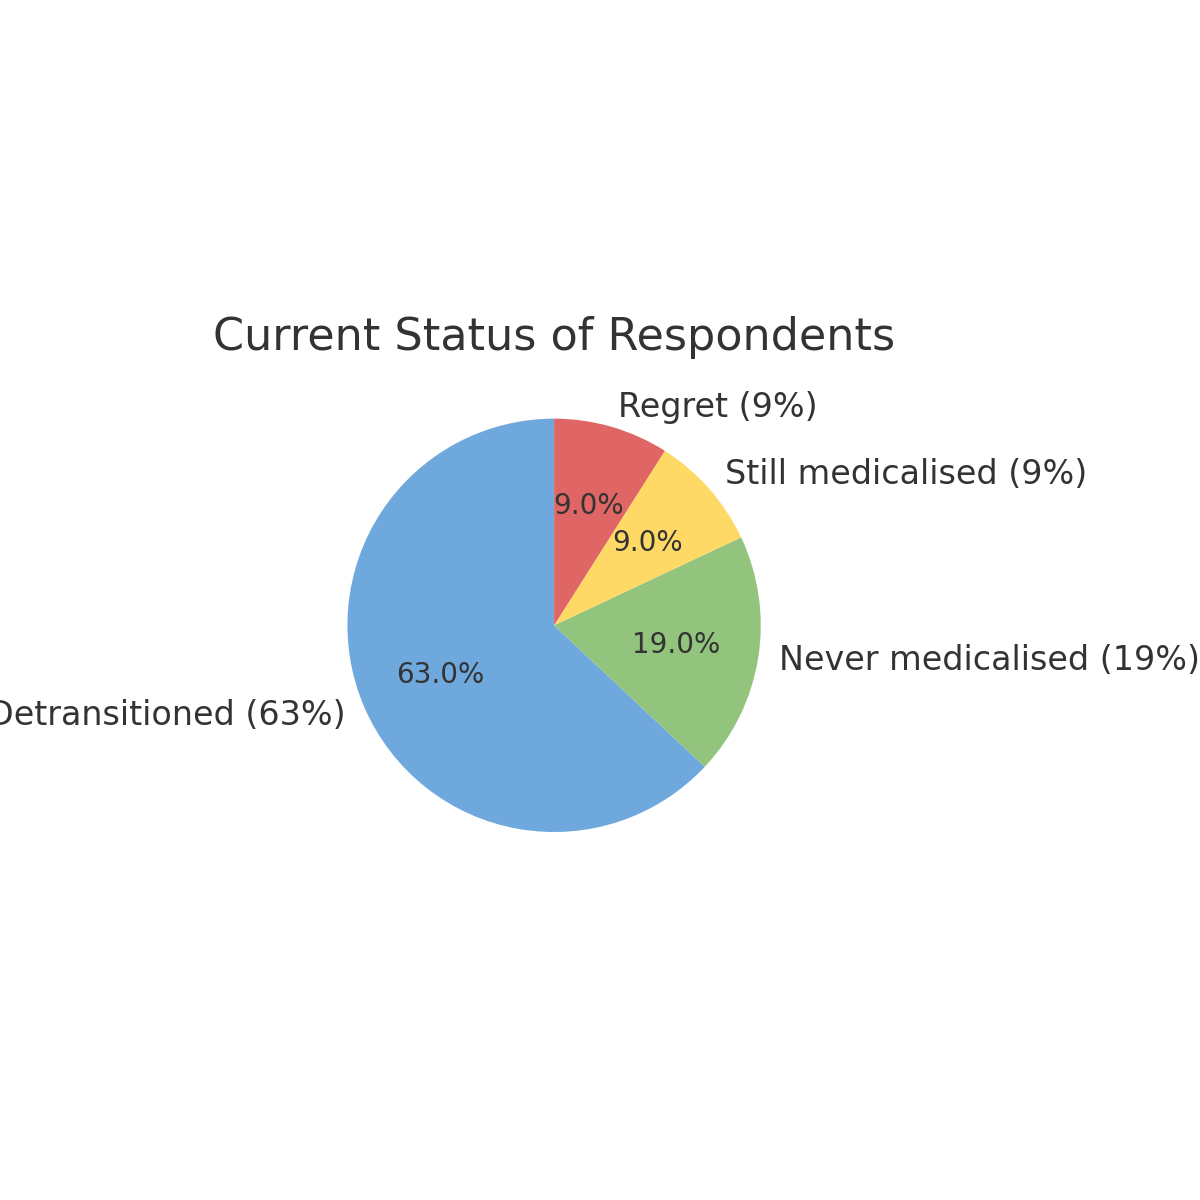 Current Status of Respondents
Regret (9%)
Still medicalised (9%)
9.0%
9.0%
19.0%
Never medicalised (19%)
63.0%
Detransitioned (63%)